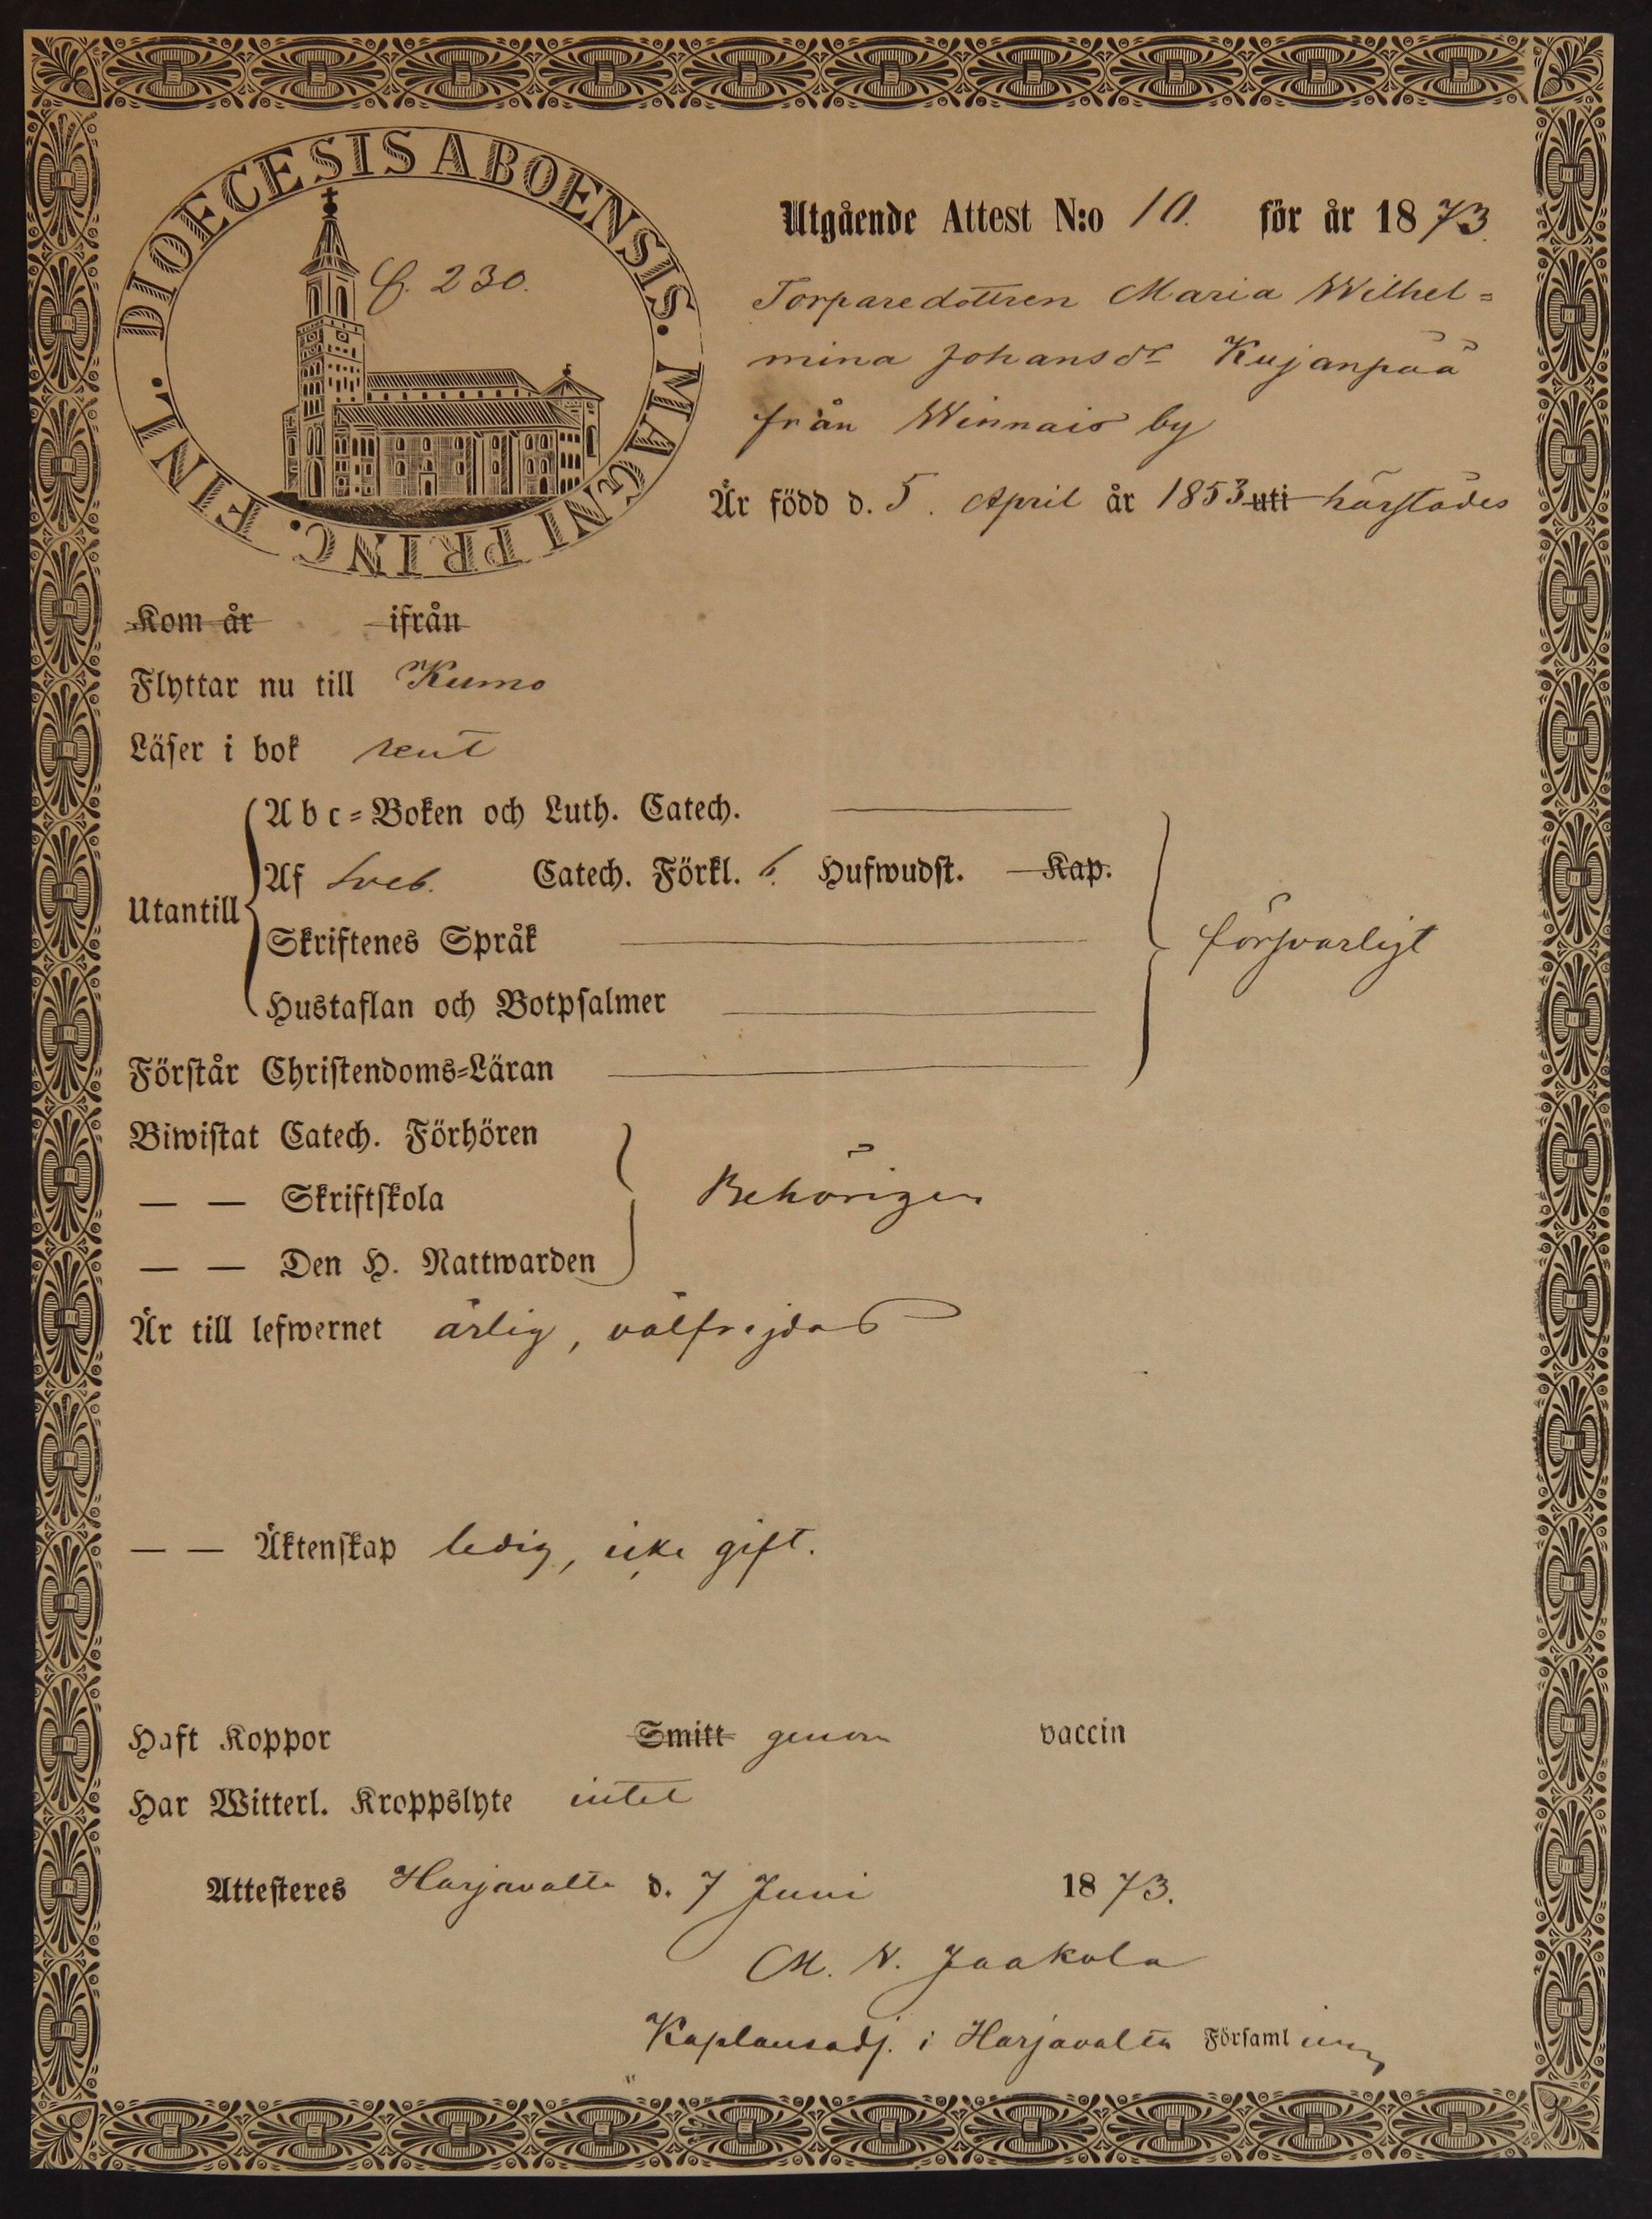 DIOECESIS ABOENSIS. MAGNI PRINC. FINL.
f. 230.
Utgående Attest N:o 10. för år 1873.
Torparedottren Maria Wilhel=
mina Johansdr Kujanpää
från Winnais by
Är född d. 5. April år 1853 uti härstädes
Kom år ifrån
Flyttar nu till Kumo
Läser i bok rent
Utantill
Abc=Boken och Luth. Catech.
Af Sveb. Catech. Förkl. Hufwudst. Kap.
Skriftenes Språk
Hustaflan och Botpsalmer
försvarligt
Förstår Christendoms=Läran
Biwistat Catech. Förhören
— — Skriftskola
— — Den H. Nattwarden
Behörigen
Är till lefwernet ärlig, välfrejdad
— — Äktenskap ledig, icke gift.
Haft Koppor Smitt genom vaccin
Har Witterl. Kroppslyte intet
Attesteres Harjavalta d. 7 Juni 1873.
M. V. Jaakola
Kaplansadj. i Harjavalta Församling